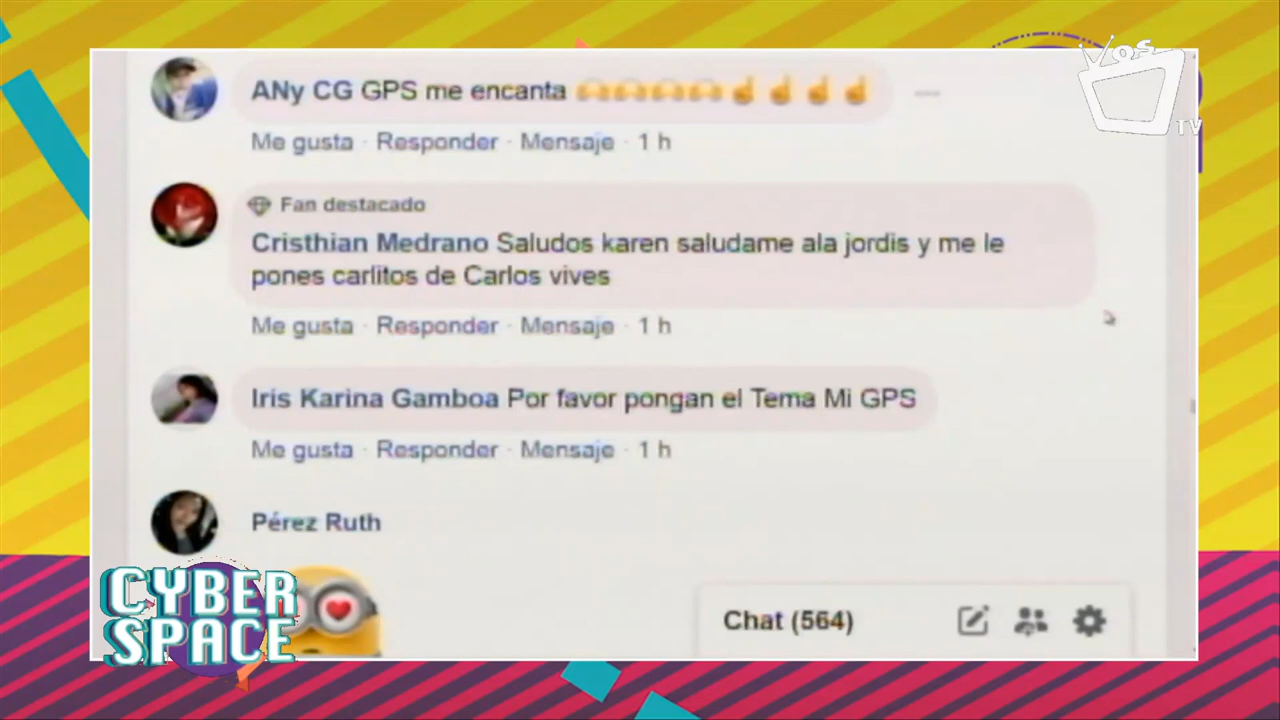 VOS
TV
ANy CG GPS me encanta
Me gusta · Responder · Mensaje · 1 h
Fan destacado
Cristhian Medrano Saludos karen saludame ala jordis y me le
pones carlitos de Carlos vives
Me gusta · Responder · Mensaje · 1 h
Iris Karina Gamboa Por favor pongan el Tema Mi GPS
Me gusta · Responder · Mensaje · 1 h
Pérez Ruth
CYBER
SPACE
Chat (564)